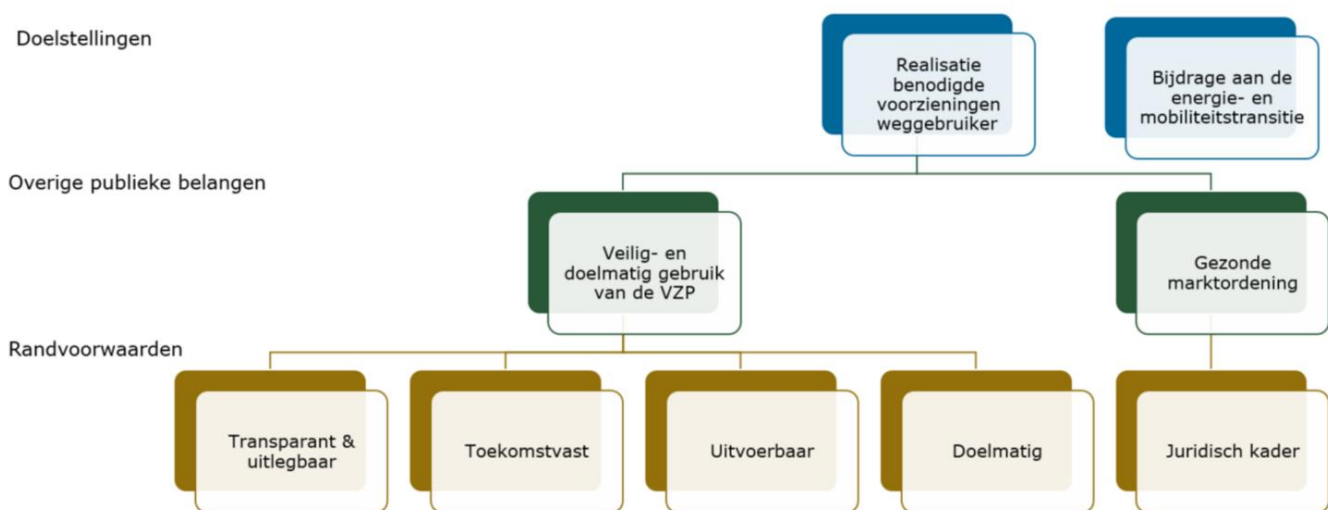 Doelstellingen
Realisatie
benodigde
voorzieningen
weggebruiker
Bijdrage aan de
energie- en
mobiliteitstransitie
Overige publieke belangen
Veilig- en
doelmatig gebruik
van de VZP
Gezonde
marktordening
Randvoorwaarden
Transparant &
uitlegbaar
Toekomstvast
Uitvoerbaar
Doelmatig
Juridisch kader